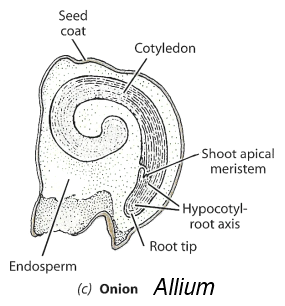 Seed
coat
Cotyledon
Shoot apical
meristem
Hypocotyl-
root axis
Root tip
Endosperm
(c) Onion Allium